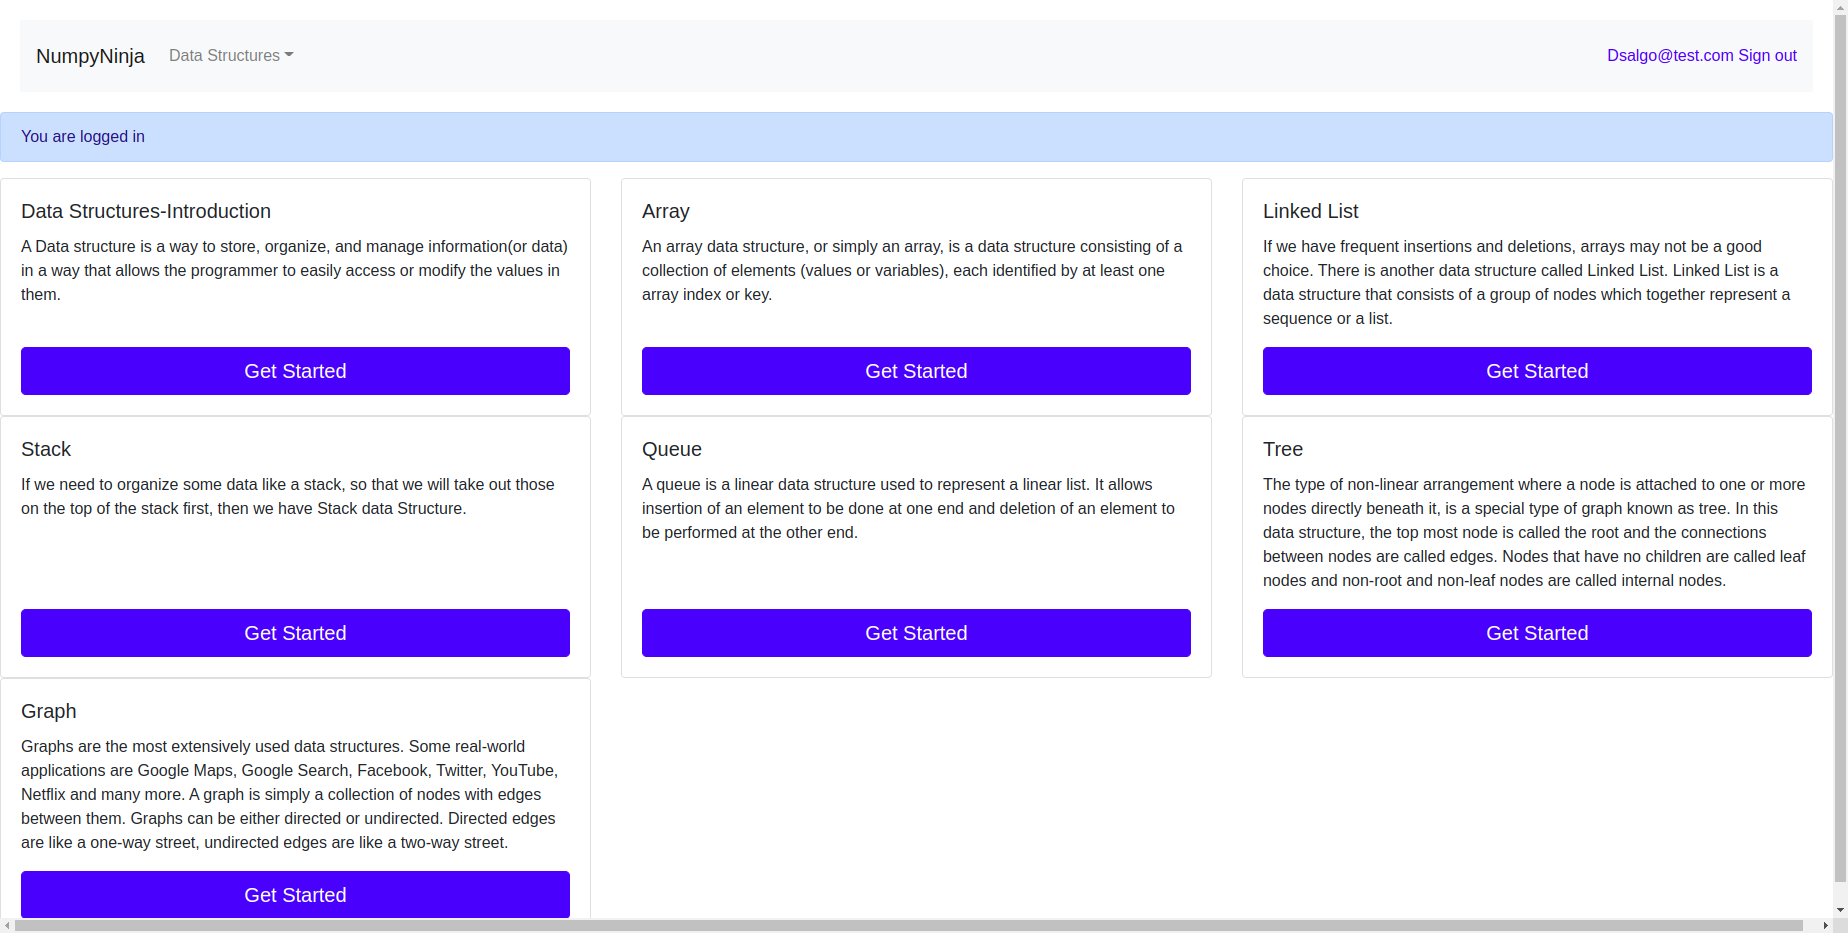 NumpyNinja Data Structures Dsalgo@test.com Sign out
You are logged in
Data Structures-Introduction
A Data structure is a way to store, organize, and manage information(or data)
in a way that allows the programmer to easily access or modify the values in
them.
Get Started
Array
An array data structure, or simply an array, is a data structure consisting of a
collection of elements (values or variables), each identified by at least one
array index or key.
Get Started
Linked List
If we have frequent insertions and deletions, arrays may not be a good
choice. There is another data structure called Linked List. Linked List is a
data structure that consists of a group of nodes which together represent a
sequence or a list.
Get Started
Stack
If we need to organize some data like a stack, so that we will take out those
on the top of the stack first, then we have Stack data Structure.
Get Started
Queue
A queue is a linear data structure used to represent a linear list. It allows
insertion of an element to be done at one end and deletion of an element to
be performed at the other end.
Get Started
Tree
The type of non-linear arrangement where a node is attached to one or more
nodes directly beneath it, is a special type of graph known as tree. In this
data structure, the top most node is called the root and the connections
between nodes are called edges. Nodes that have no children are called leaf
nodes and non-root and non-leaf nodes are called internal nodes.
Get Started
Graph
Graphs are the most extensively used data structures. Some real-world
applications are Google Maps, Google Search, Facebook, Twitter, YouTube,
Netflix and many more. A graph is simply a collection of nodes with edges
between them. Graphs can be either directed or undirected. Directed edges
are like a one-way street, undirected edges are like a two-way street.
Get Started